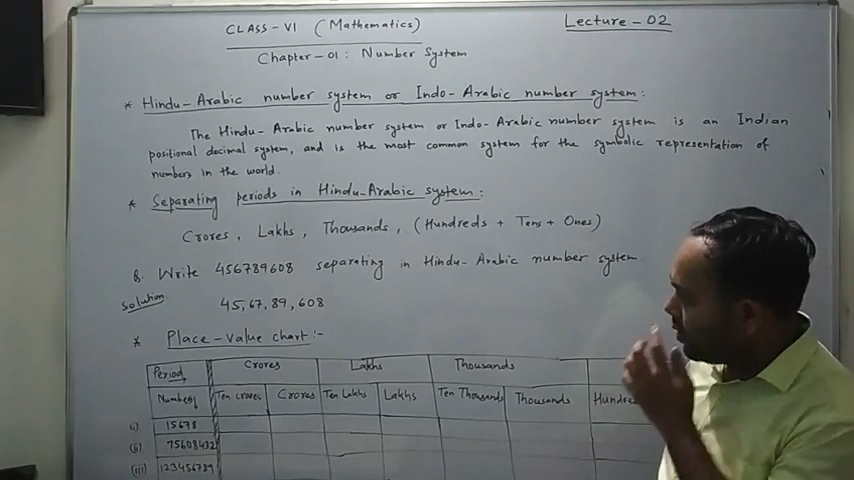 CLASS-VI (Mathematics)
Lecture-02
Chapter-01: Number System
* Hindu-Arabic number system or Indo-Arabic number system:
The Hindu-Arabic number system or Indo-Arabic number system is an Indian
positional decimal system, and is the most common system for the symbolic representation of
numbers in the world.
* Separating periods in Hindu-Arabic system:
Crores, Lakhs, Thousands, (Hundreds + Tens + Ones)
Q. Write 456789608 separating in Hindu-Arabic number system.
Solution 45,67,89,608
* Place-value chart:-
Period Crores Lakhs Thousands
Number Ten crores Crores Ten Lakhs Lakhs Ten Thousands Thousands
(i) 15678
(ii) 75608432
(iii) 123456789